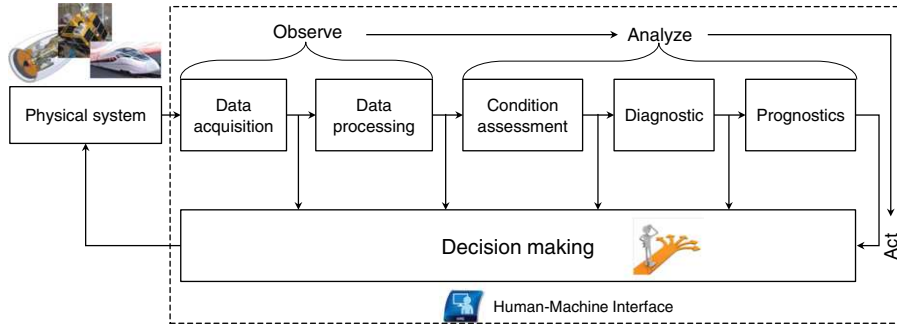 Observe
Analyze
Physical system
Data
acquisition
Data
processing
Condition
assessment
Diagnostic
Prognostics
Decision making
Act
Human-Machine Interface